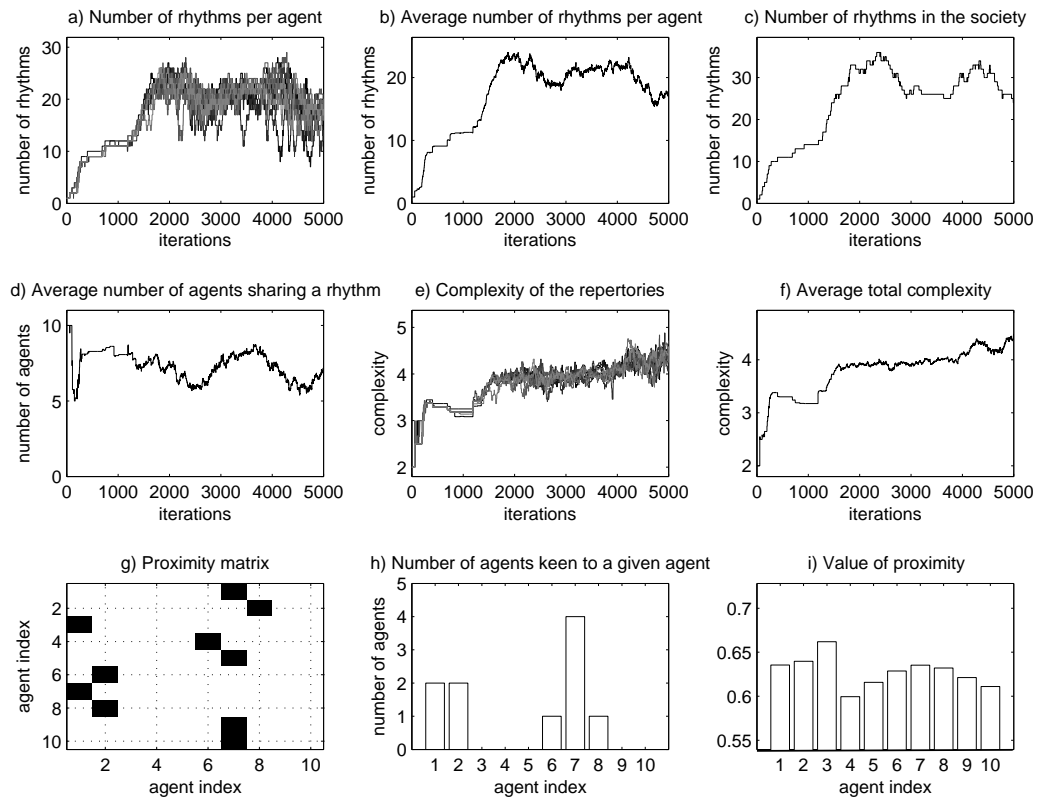 a) Number of rhythms per agent
number of rhythms
30
20
10
0
0 1000 2000 3000 4000 5000
iterations
b) Average number of rhythms per agent
number of rhythms
20
10
0
0 1000 2000 3000 4000 5000
iterations
c) Number of rhythms in the society
number of rhythms
30
20
10
0
0 1000 2000 3000 4000 5000
iterations
d) Average number of agents sharing a rhythm
number of agents
10
5
0
0 1000 2000 3000 4000 5000
iterations
e) Complexity of the repertories
complexity
5
4
3
2
0 1000 2000 3000 4000 5000
iterations
f) Average total complexity
complexity
4
3
2
0 1000 2000 3000 4000 5000
iterations
g) Proximity matrix
agent index
2
4
6
8
10
2 4 6 8 10
agent index
h) Number of agents keen to a given agent
number of agents
5
4
3
2
1
0
1 2 3 4 5 6 7 8 9 10
agent index
i) Value of proximity
0.7
0.65
0.6
0.55
1 2 3 4 5 6 7 8 9 10
agent index